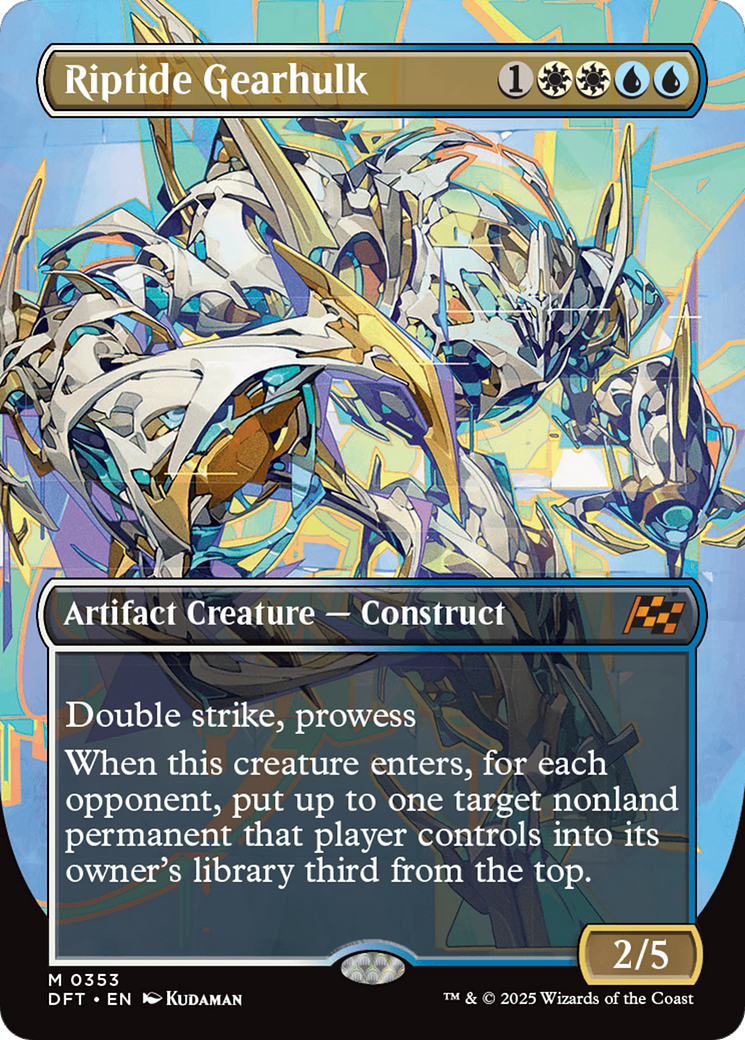 Riptide Gearhulk 1
Artifact Creature — Construct
Double strike, prowess
When this creature enters, for each
opponent, put up to one target nonland
permanent that player controls into its
owner's library third from the top.
2/5
M 0353
DFT • EN KUDAMAN
™ & © 2025 Wizards of the Coast